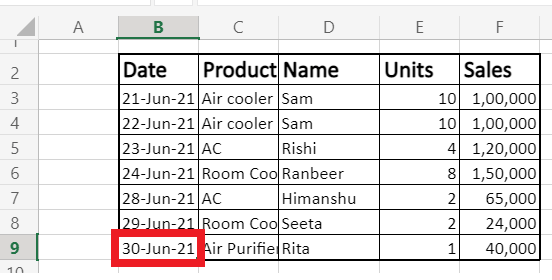 A B C D E F
1
2 Date Product Name Units Sales
3 21-Jun-21 Air cooler Sam 10 1,00,000
4 22-Jun-21 Air cooler Sam 10 1,00,000
5 23-Jun-21 AC Rishi 4 1,20,000
6 24-Jun-21 Room Coo Ranbeer 8 1,50,000
7 28-Jun-21 AC Himanshu 2 65,000
8 29-Jun-21 Room Coo Seeta 2 24,000
9 30-Jun-21 Air Purifier Rita 1 40,000
10